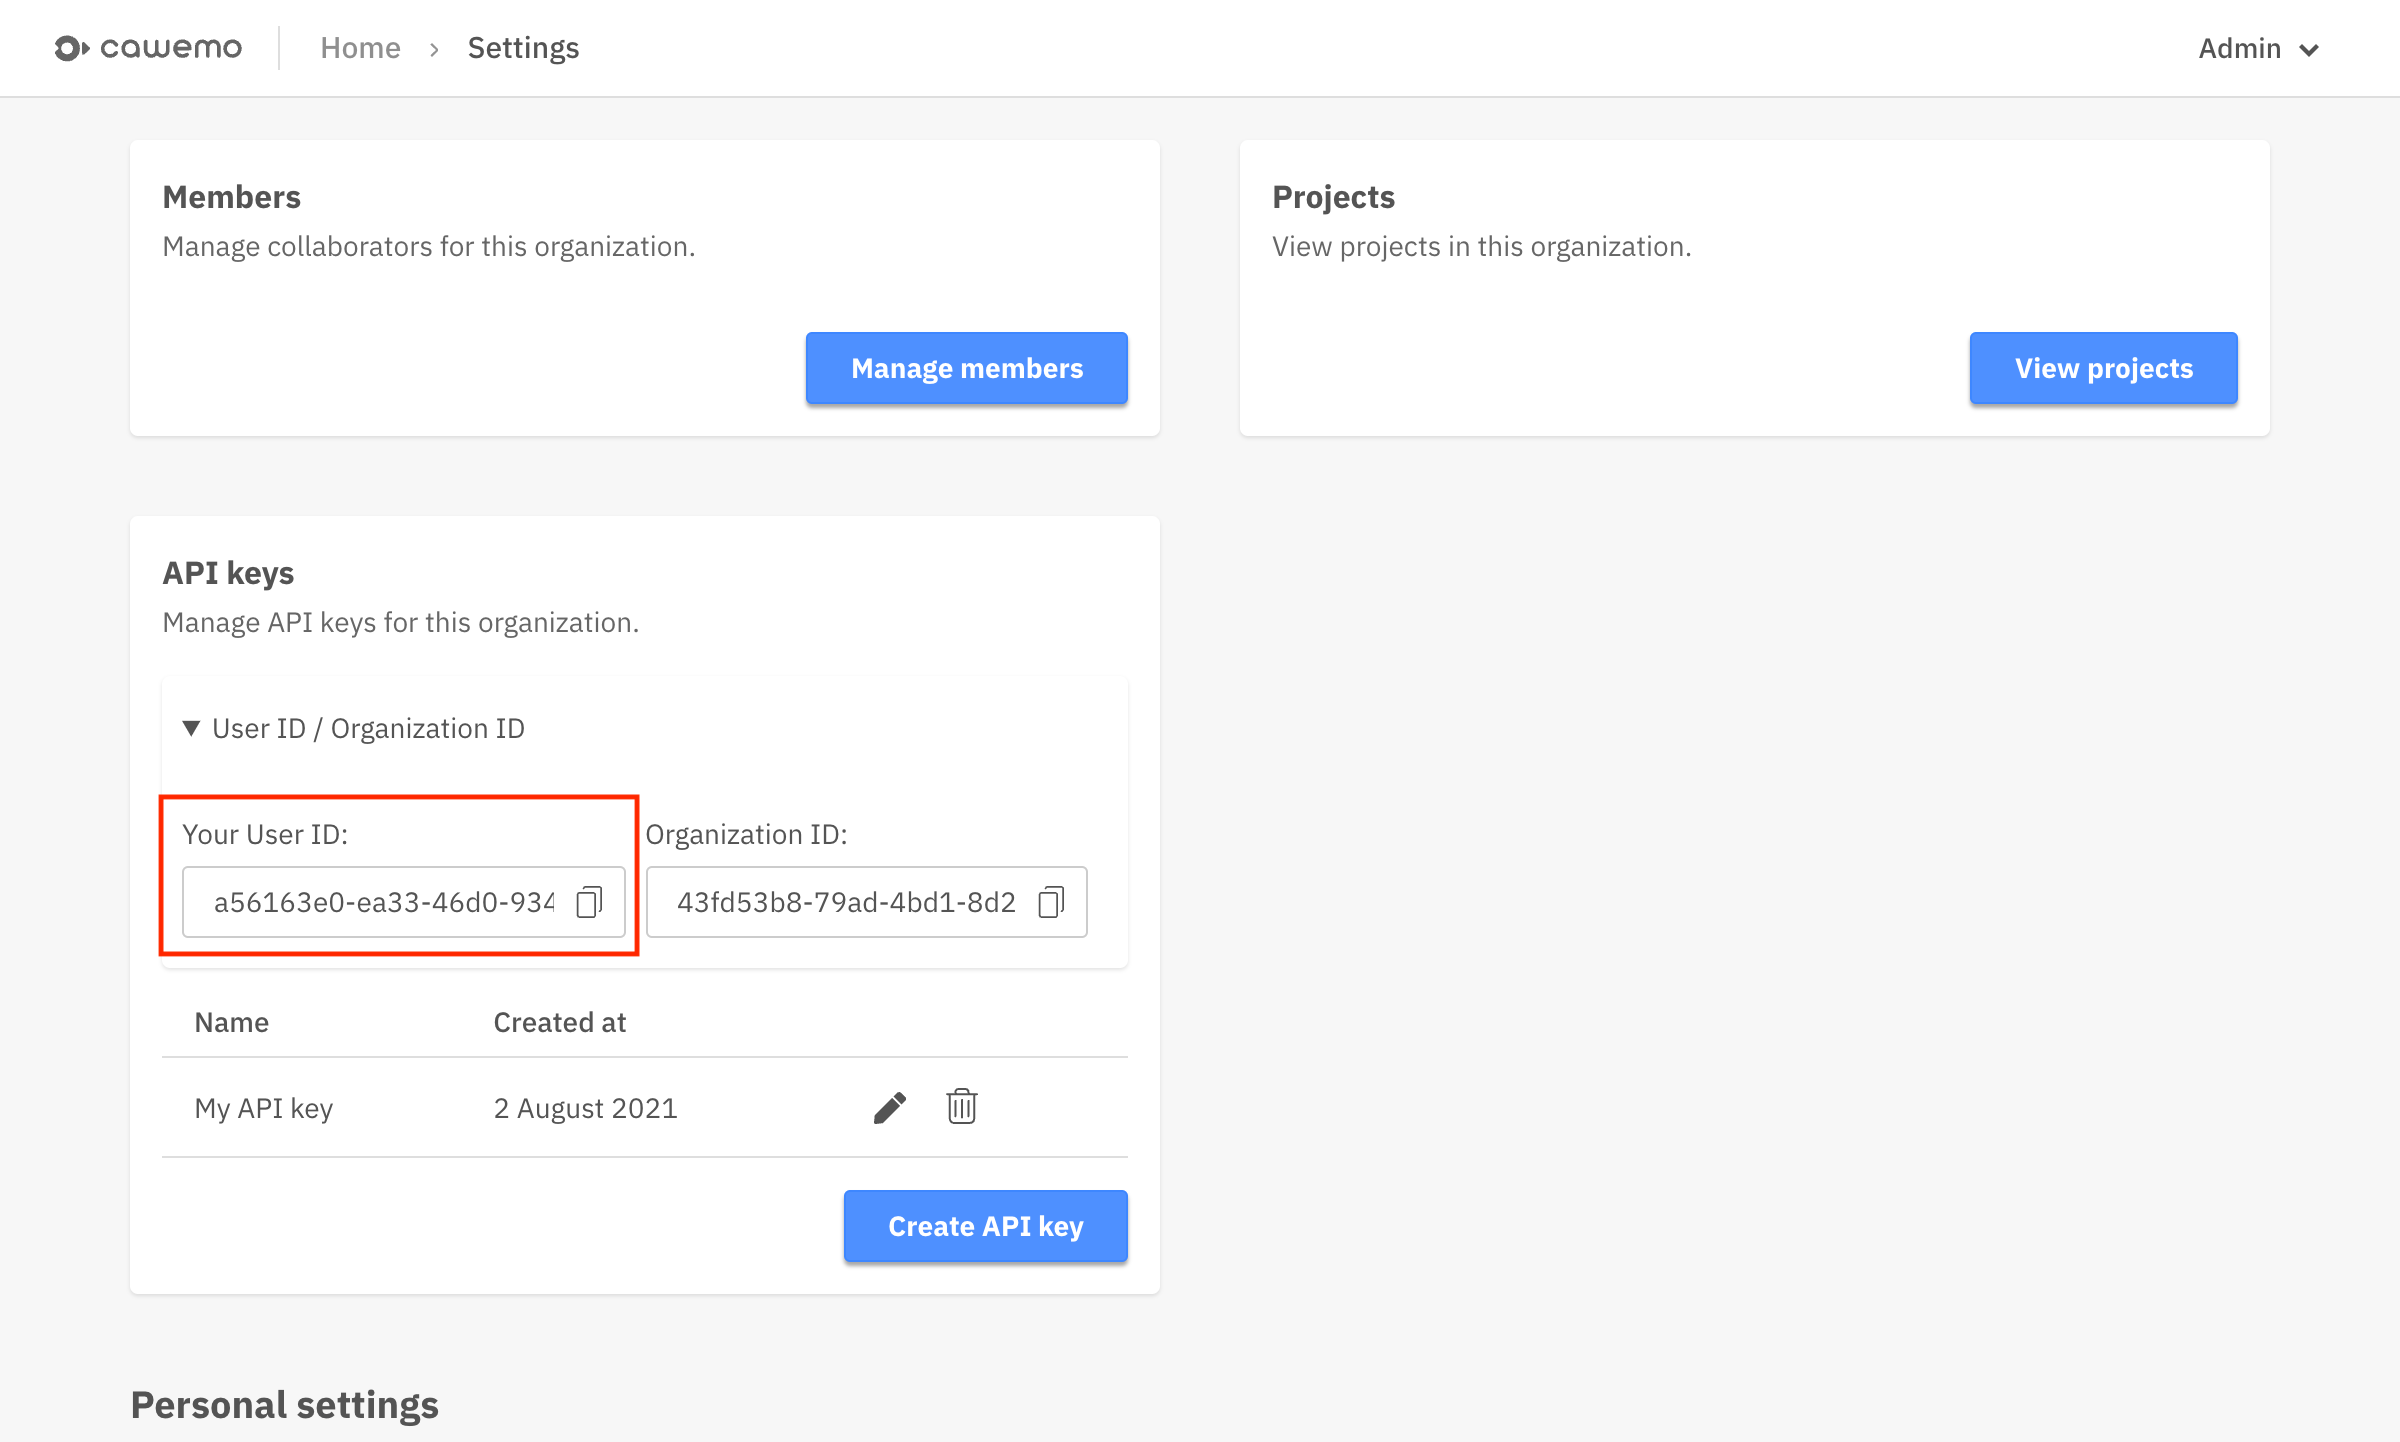 cawemo
Home › Settings
Admin
Members
Manage collaborators for this organization.
Manage members
Projects
View projects in this organization.
View projects
API keys
Manage API keys for this organization.
User ID / Organization ID
Your User ID:
Organization ID:
a56163e0-ea33-46d0-934
43fd53b8-79ad-4bd1-8d2
Name Created at
My API key 2 August 2021
Create API key
Personal settings